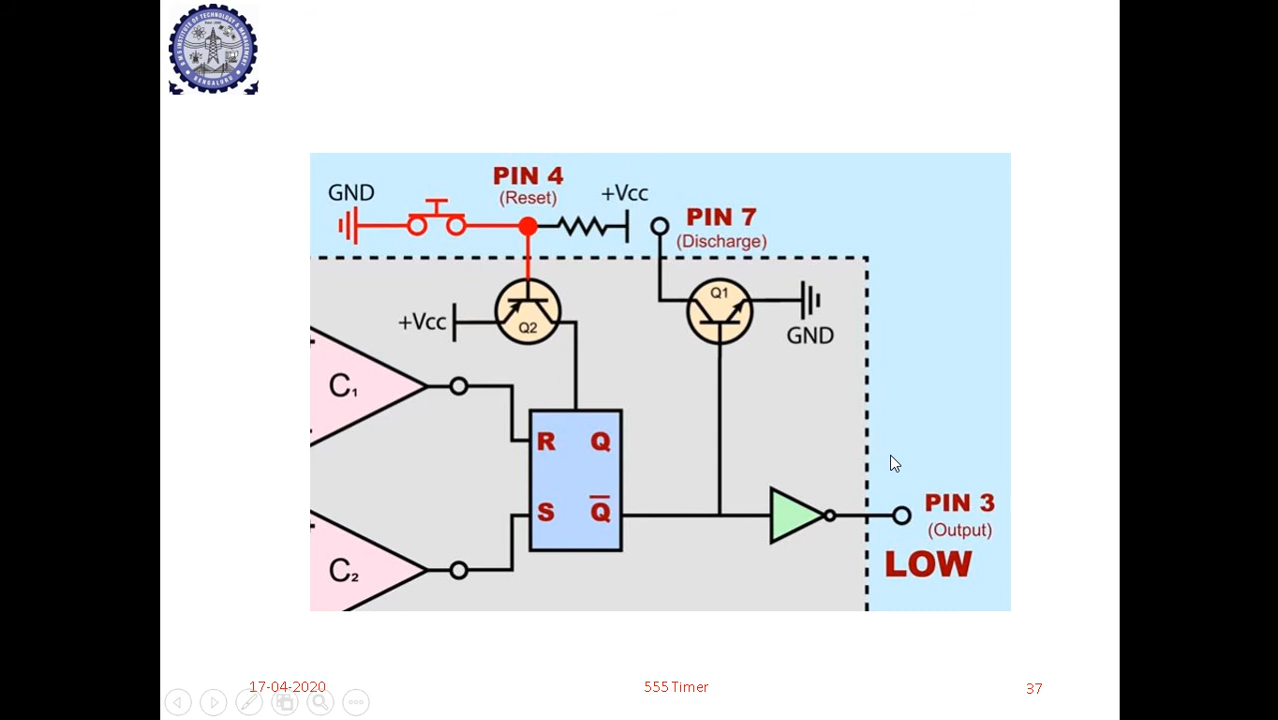 PIN 4
(Reset)
GND
+Vcc
PIN 7
(Discharge)
+Vcc
Q2
Q1
GND
C₁
R Q
S Q̅
C₂
PIN 3
(Output)
LOW
17-04-2020
555 Timer
37